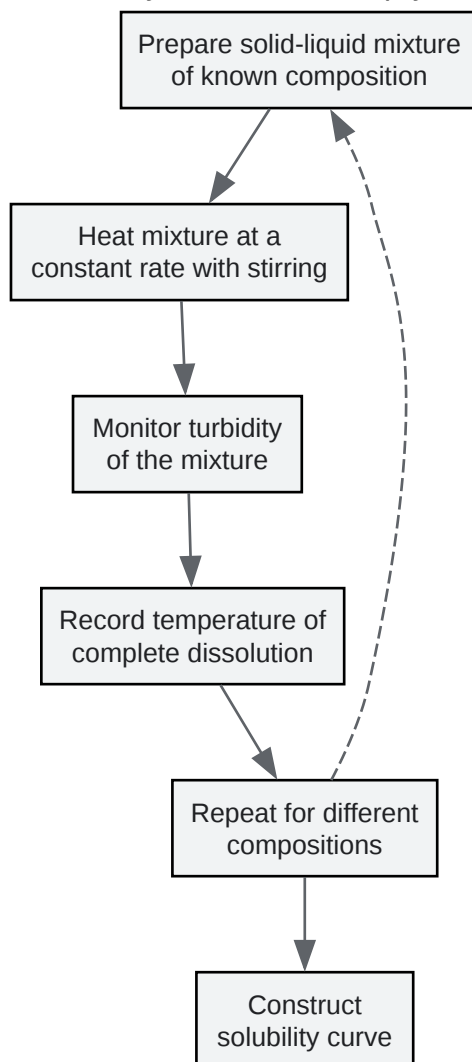 Prepare solid-liquid mixture
of known composition
Heat mixture at a
constant rate with stirring
Monitor turbidity
of the mixture
Record temperature of
complete dissolution
Repeat for different
compositions
Construct
solubility curve